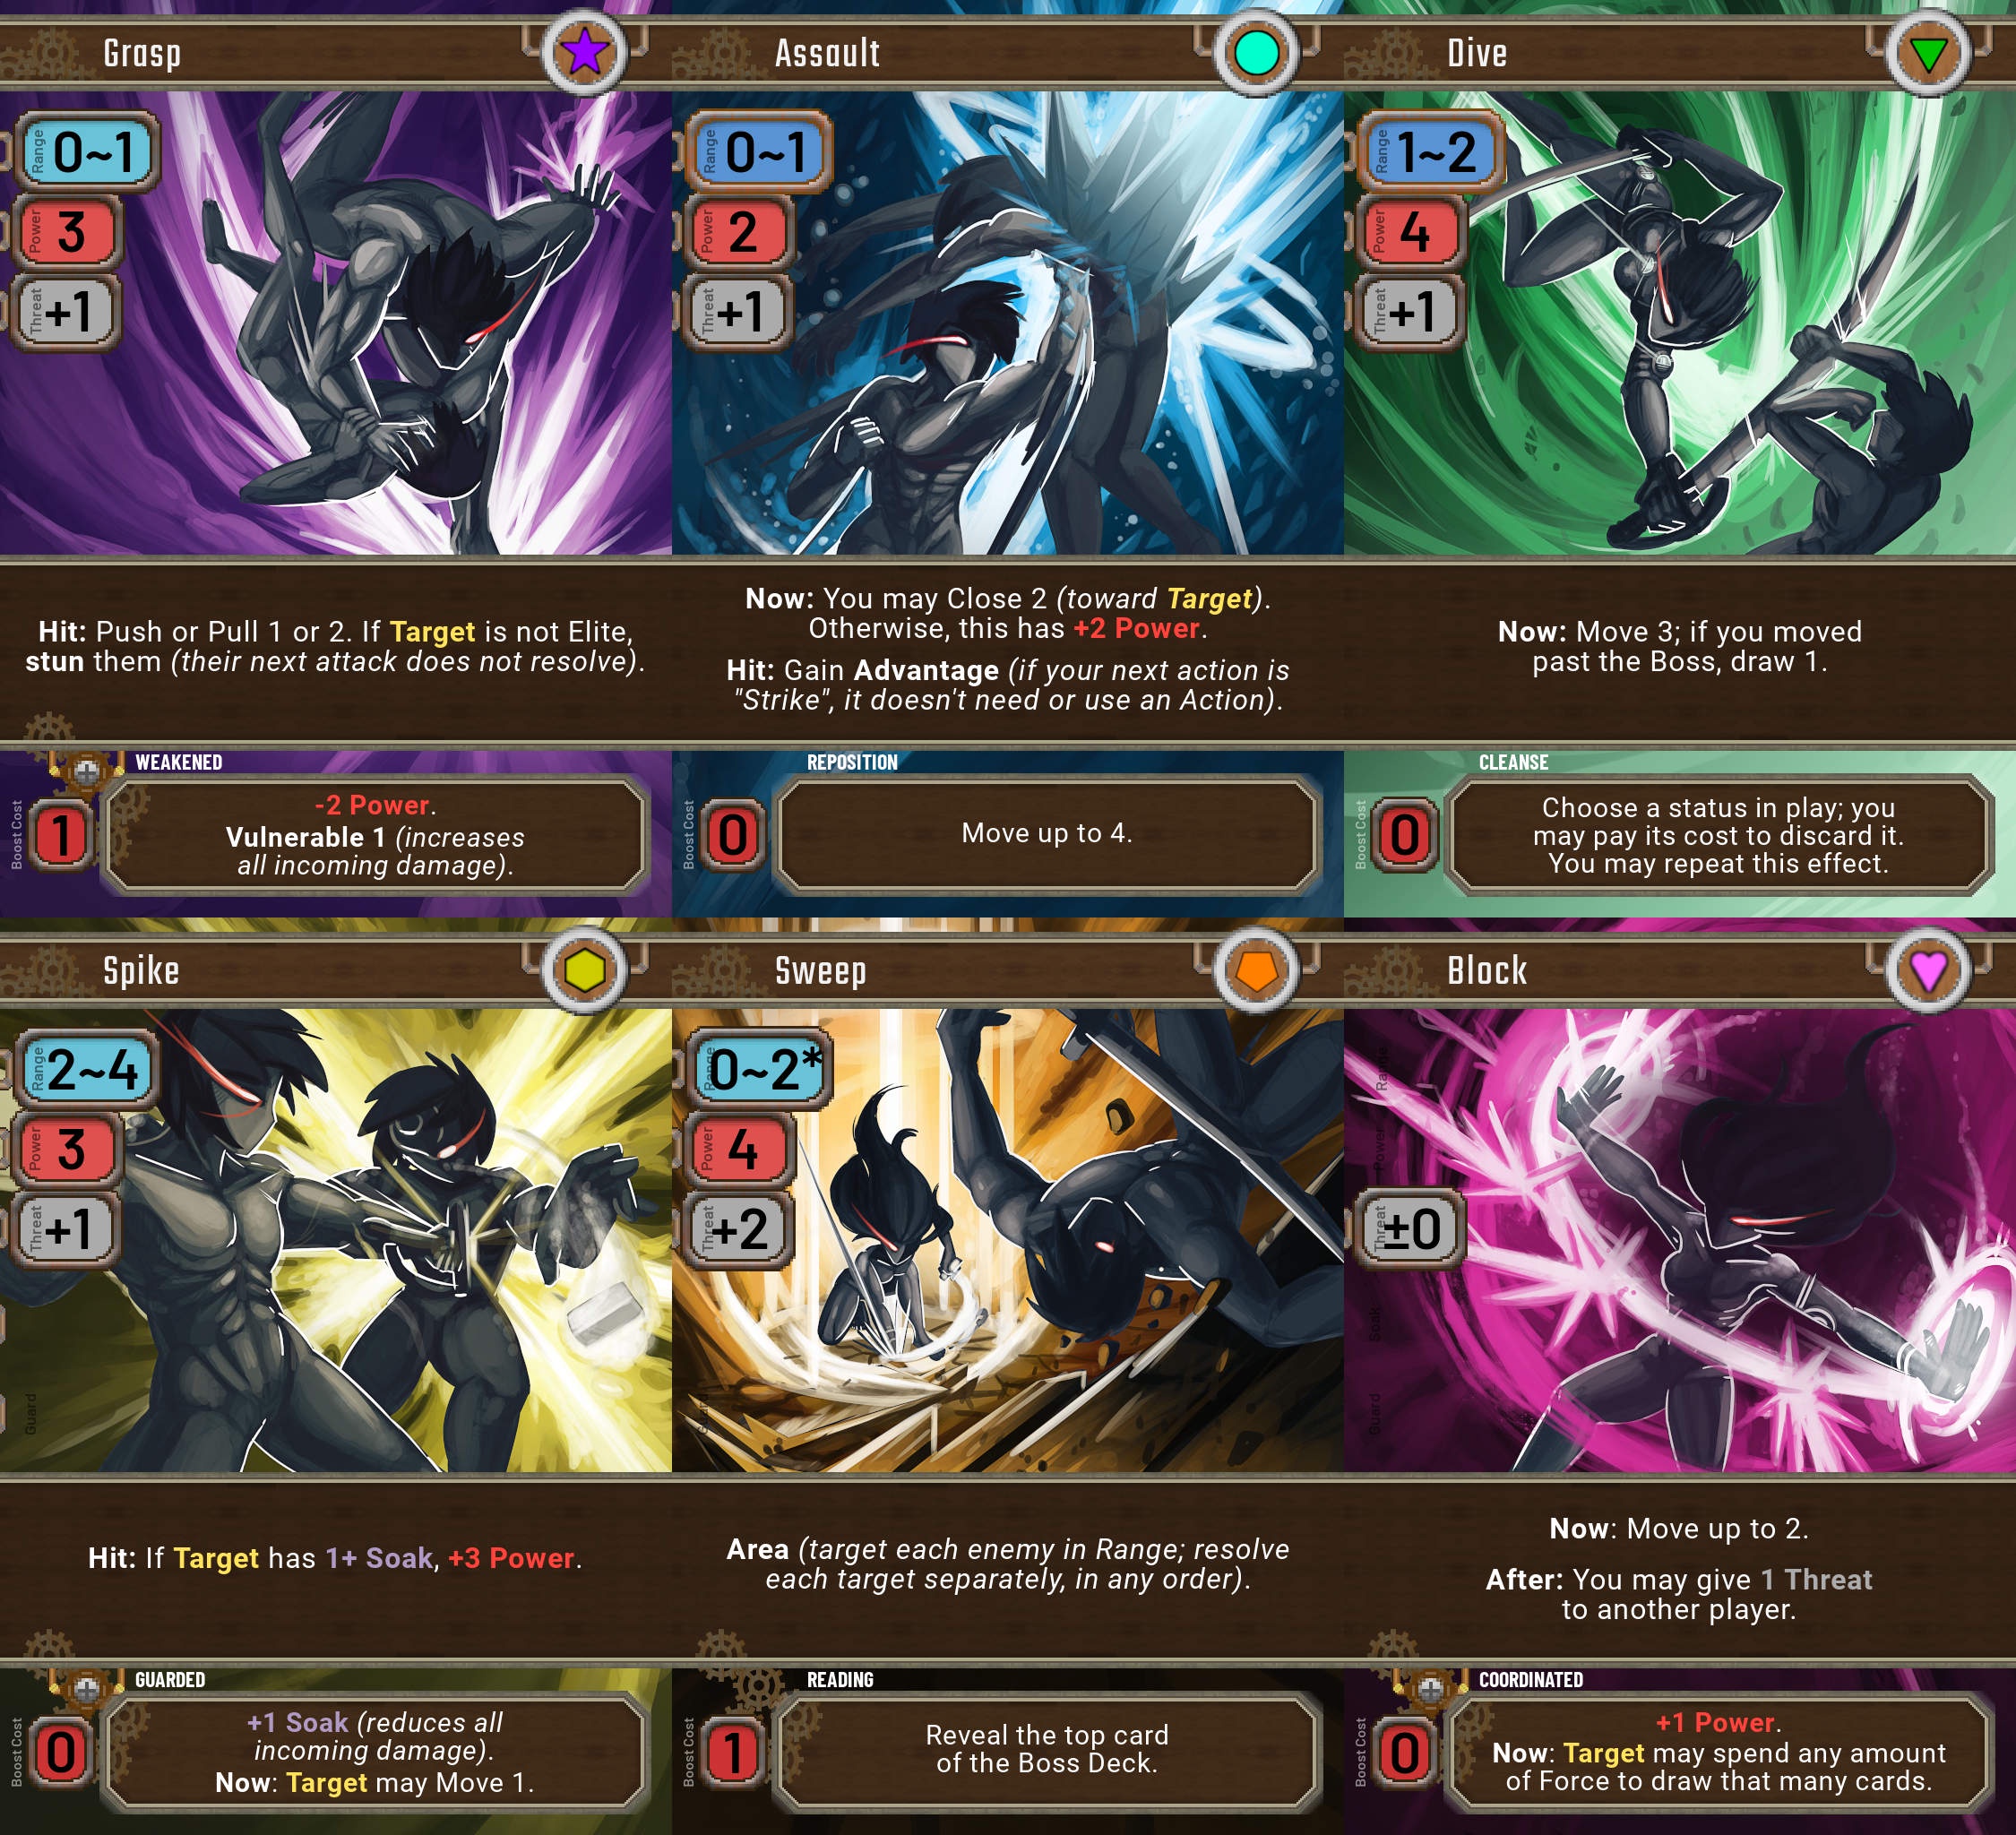 Grasp
Range 0~1
Power 3
Threat +1
Hit: Push or Pull 1 or 2. If Target is not Elite,
stun them (their next attack does not resolve).
WEAKENED
Boost Cost 1
-2 Power.
Vulnerable 1 (increases
all incoming damage).
Assault
Range 0~1
Power 2
Threat +1
Now: You may Close 2 (toward Target).
Otherwise, this has +2 Power.
Hit: Gain Advantage (if your next action is
"Strike", it doesn't need or use an Action).
REPOSITION
Boost Cost 0
Move up to 4.
Dive
Range 1~2
Power 4
Threat +1
Now: Move 3; if you moved
past the Boss, draw 1.
CLEANSE
Boost Cost 0
Choose a status in play; you
may pay its cost to discard it.
You may repeat this effect.
Spike
Range 2~4
Power 3
Threat +1
Guard
Hit: If Target has 1+ Soak, +3 Power.
GUARDED
Boost Cost 0
+1 Soak (reduces all
incoming damage).
Now: Target may Move 1.
Sweep
Range 0~2*
Power 4
Threat +2
Guard
Area (target each enemy in Range; resolve
each target separately, in any order).
READING
Boost Cost 1
Reveal the top card
of the Boss Deck.
Block
Range
Power
Threat ±0
Soak
Guard
Now: Move up to 2.
After: You may give 1 Threat
to another player.
COORDINATED
Boost Cost 0
+1 Power.
Now: Target may spend any amount
of Force to draw that many cards.